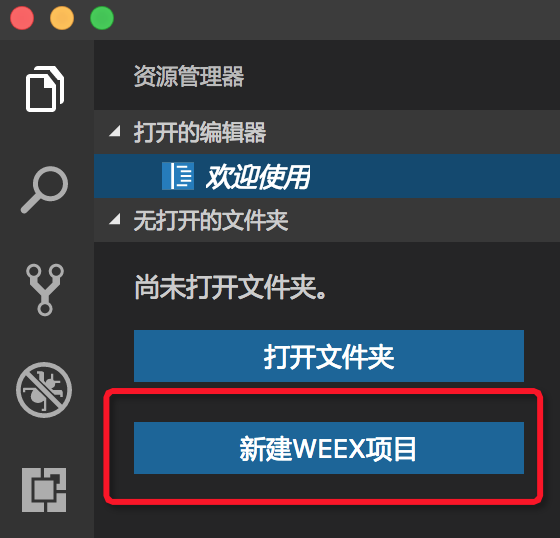 资源管理器
打开的编辑器
欢迎使用
无打开的文件夹
尚未打开文件夹。
打开文件夹
新建WEEX项目